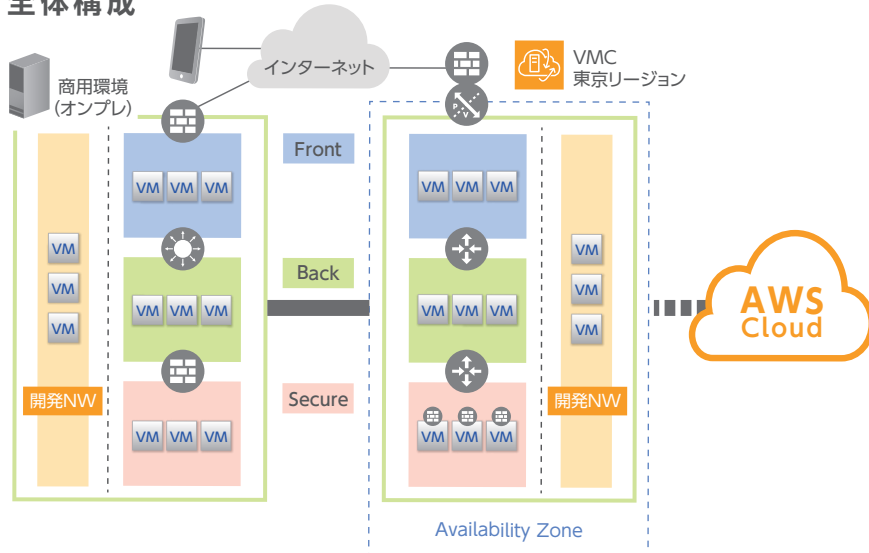 全体構成
インターネット
VMC
東京リージョン
商用環境
(オンプレ)
P
V
Front
VM VM VM
VM VM VM
VM
VM
VM
VM
VM
VM
Back
VM VM VM
VM VM VM
AWS
Cloud
開発NW
Secure
開発NW
VM VM VM
VM VM VM
Availability Zone